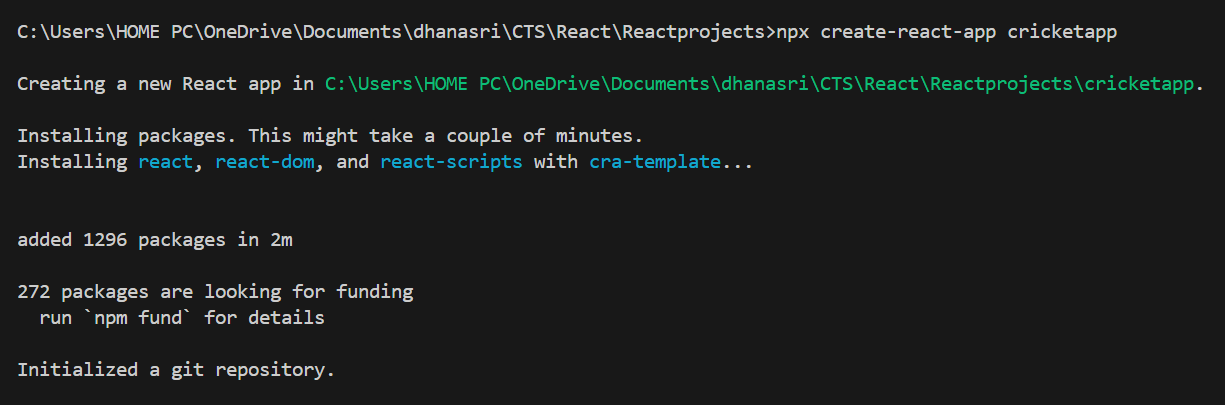 C:\Users\HOME PC\OneDrive\Documents\dhanasri\CTS\React\Reactprojects>npx create-react-app cricketapp
Creating a new React app in C:\Users\HOME PC\OneDrive\Documents\dhanasri\CTS\React\Reactprojects\cricketapp.
Installing packages. This might take a couple of minutes.
Installing react, react-dom, and react-scripts with cra-template...
added 1296 packages in 2m
272 packages are looking for funding
  run `npm fund` for details
Initialized a git repository.